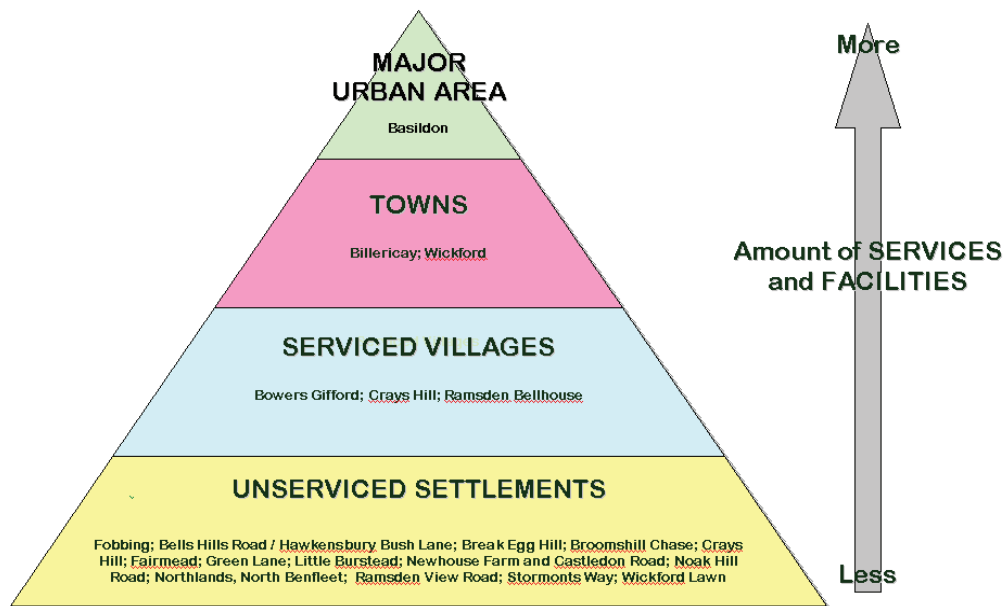 MAJOR
URBAN AREA
Basildon
TOWNS
Billericay; Wickford
SERVICED VILLAGES
Bowers Gifford; Crays Hill; Ramsden Bellhouse
UNSERVICED SETTLEMENTS
Fobbing; Bells Hills Road / Hawkensbury Bush Lane; Break Egg Hill; Broomshill Chase; Crays
Hill; Fairmead; Green Lane; Little Burstead; Newhouse Farm and Castledon Road; Noak Hill
Road; Northlands, North Benfleet; Ramsden View Road; Stormonts Way; Wickford Lawn
More
Amount of SERVICES
and FACILITIES
Less